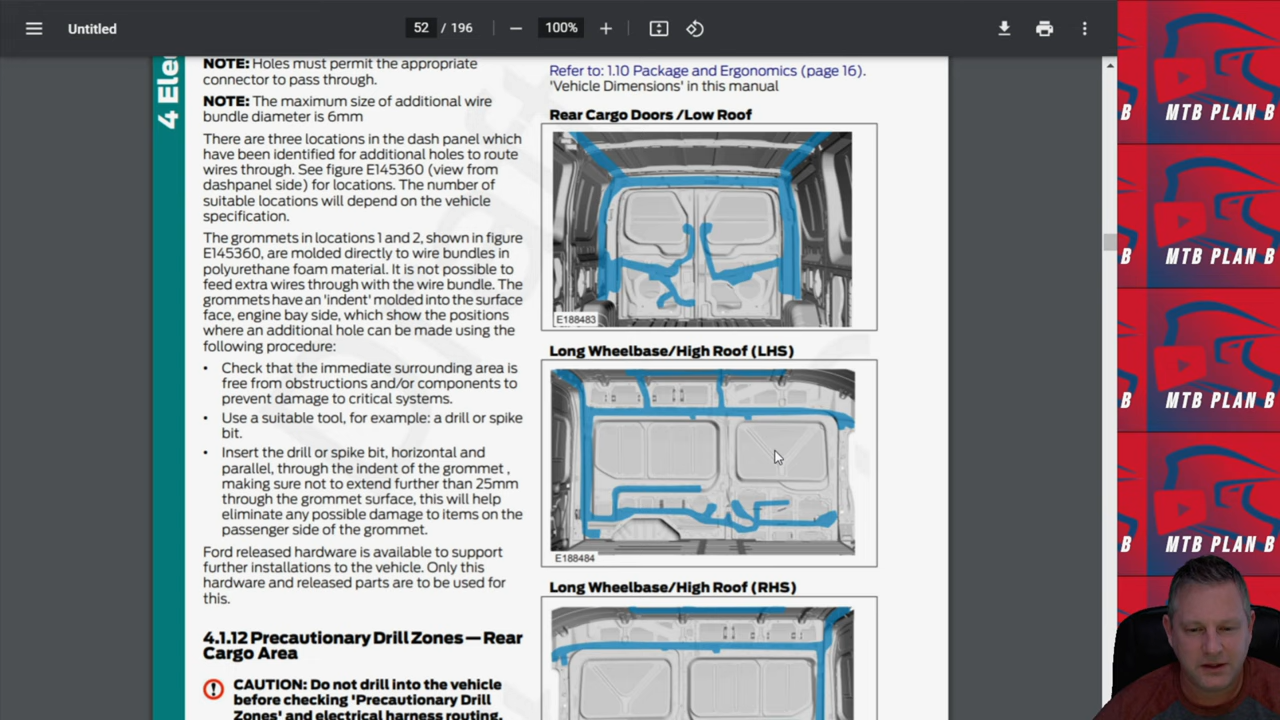 Untitled
52 / 196
100%
4 Ele
NOTE: Holes must permit the appropriate
connector to pass through.
NOTE: The maximum size of additional wire
bundle diameter is 6mm
There are three locations in the dash panel which
have been identified for additional holes to route
wires through. See figure E145360 (view from
dashpanel side) for locations. The number of
suitable locations will depend on the vehicle
specification.
The grommets in locations 1 and 2, shown in figure
E145360, are molded directly to wire bundles in
polyurethane foam material. It is not possible to
feed extra wires through with the wire bundle. The
grommets have an 'indent' molded into the surface
face, engine bay side, which show the positions
where an additional hole can be made using the
following procedure:
• Check that the immediate surrounding area is
free from obstructions and/or components to
prevent damage to critical systems.
• Use a suitable tool, for example: a drill or spike
bit.
• Insert the drill or spike bit, horizontal and
parallel, through the indent of the grommet ,
making sure not to extend further than 25mm
through the grommet surface, this will help
eliminate any possible damage to items on the
passenger side of the grommet.
Ford released hardware is available to support
further installations to the vehicle. Only this
hardware and released parts are to be used for
this.
4.1.12 Precautionary Drill Zones — Rear
Cargo Area
CAUTION: Do not drill into the vehicle
before checking 'Precautionary Drill
Zones' and electrical harness routing.
Refer to: 1.10 Package and Ergonomics (page 16).
'Vehicle Dimensions' in this manual
Rear Cargo Doors /Low Roof
E188483
Long Wheelbase/High Roof (LHS)
E188484
Long Wheelbase/High Roof (RHS)
Draft
B MTB PLAN B
B MTB PLAN B
B MTB PLAN B
B MTB PLAN B